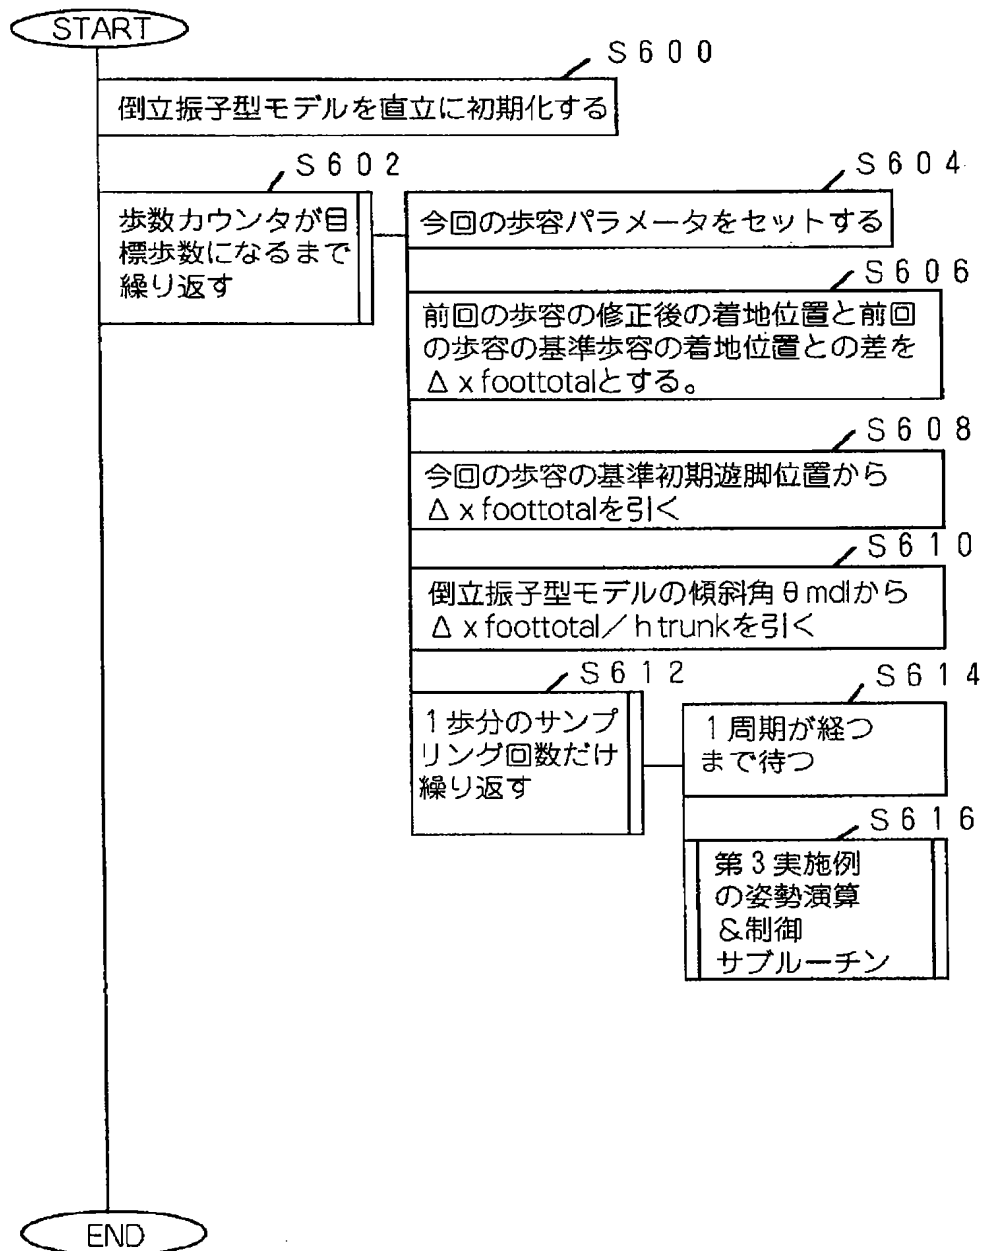 START
S600
倒立振子型モデルを直立に初期化する
S602
歩数カウンタが目
標歩数になるまで
繰り返す
S604
今回の歩容パラメータをセットする
S606
前回の歩容の修正後の着地位置と前回
の歩容の基準歩容の着地位置との差を
Δxfoottotalとする。
S608
今回の歩容の基準初期遊脚位置から
Δxfoottotalを引く
S610
倒立振子型モデルの傾斜角θmdlから
Δxfoottotal／htrunkを引く
S612
1歩分のサンプ
リング回数だけ
繰り返す
S614
1周期が経つ
まで待つ
S616
第3実施例
の姿勢演算
&制御
サブルーチン
END